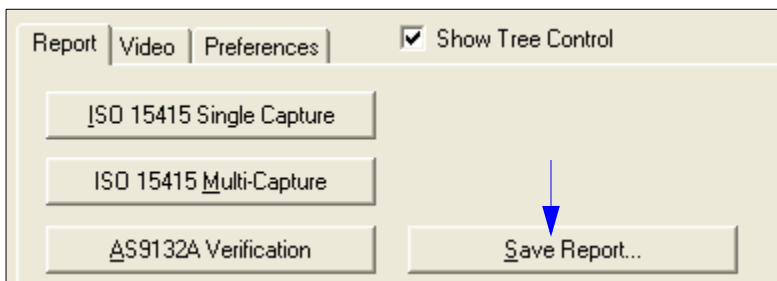 Report Video Preferences Show Tree Control
ISO 15415 Single Capture
ISO 15415 Multi-Capture
AS9132A Verification Save Report...